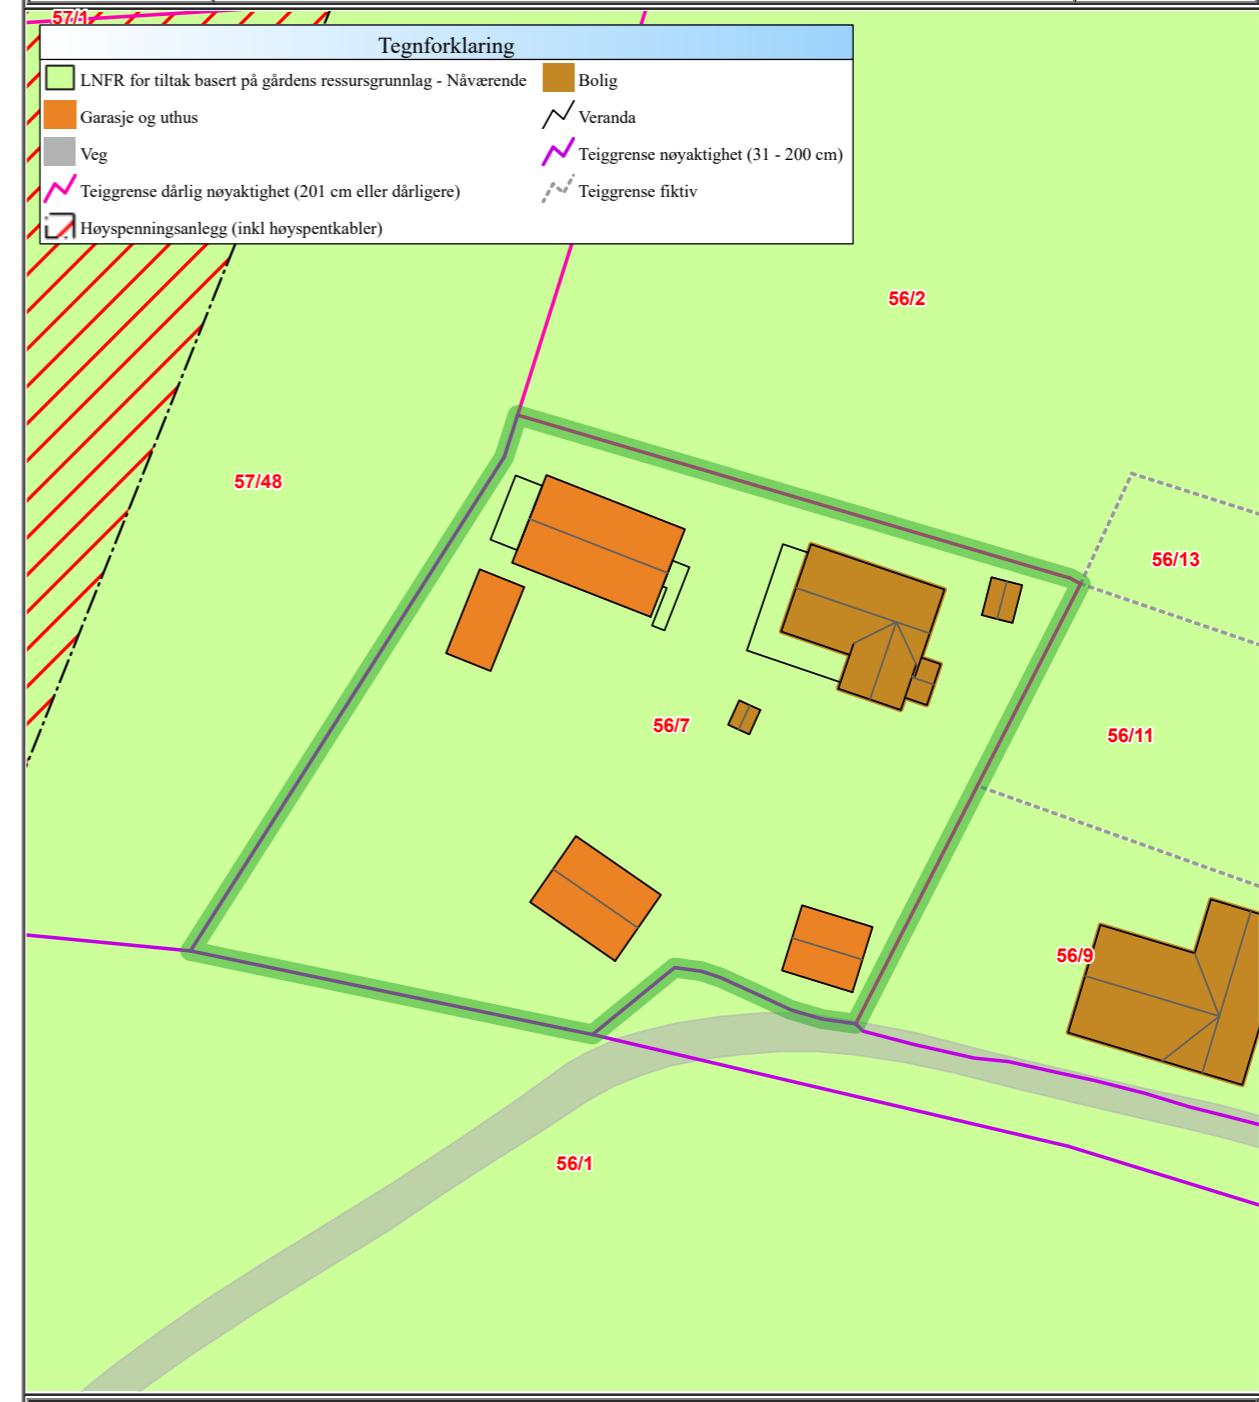 57/1
Tegnforklaring
LNFR for tiltak basert på gårdens ressursgrunnlag - Nåværende
Bolig
Garasje og uthus
Veranda
Veg
Teiggrense nøyaktighet (31 - 200 cm)
Teiggrense dårlig nøyaktighet (201 cm eller dårligere)
Teiggrense fiktiv
Høyspenningsanlegg (inkl høyspentkabler)
56/2
57/48
56/13
56/7
56/11
56/9
56/1